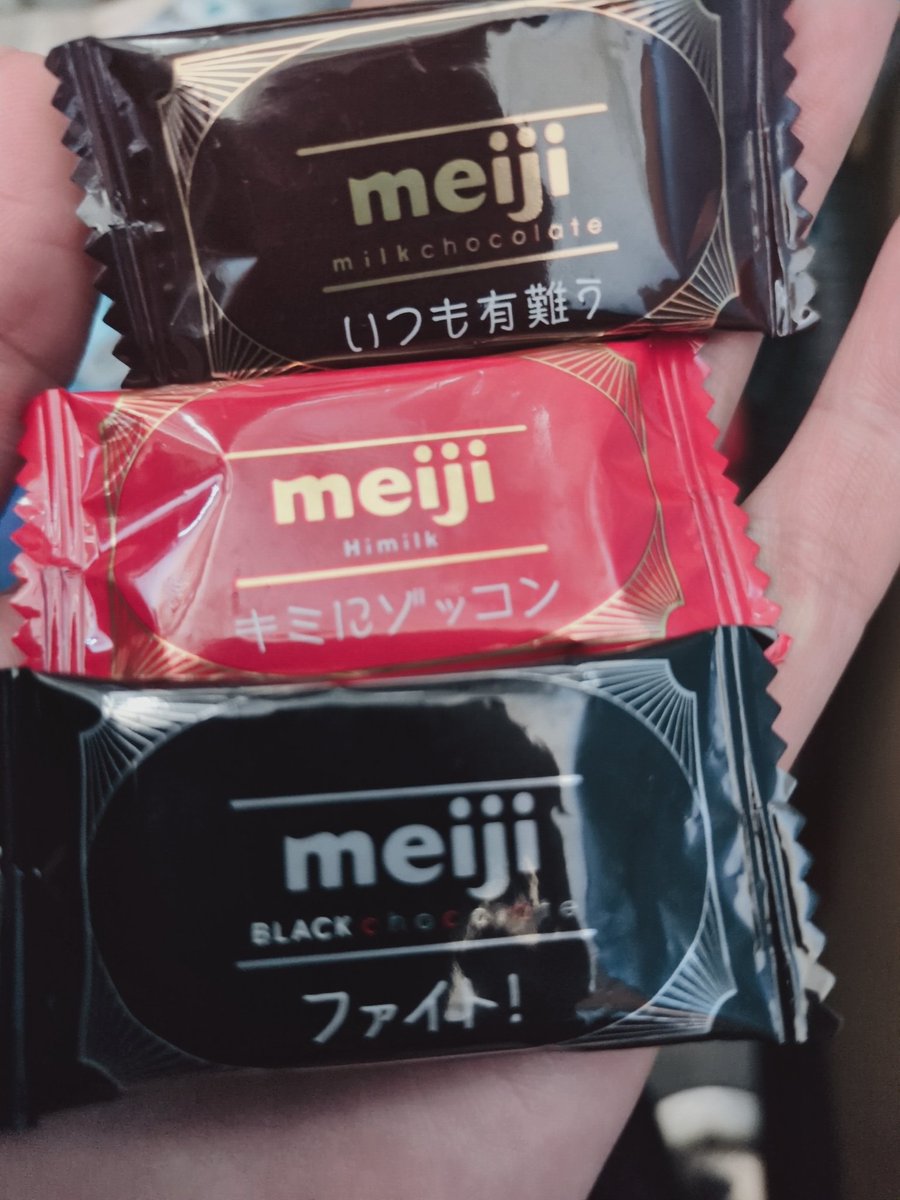 meiji
milkchocolate
いつも有難う
meiji
Himilk
キミにゾッコン
meiji
BLACKchocolate
ファイト!